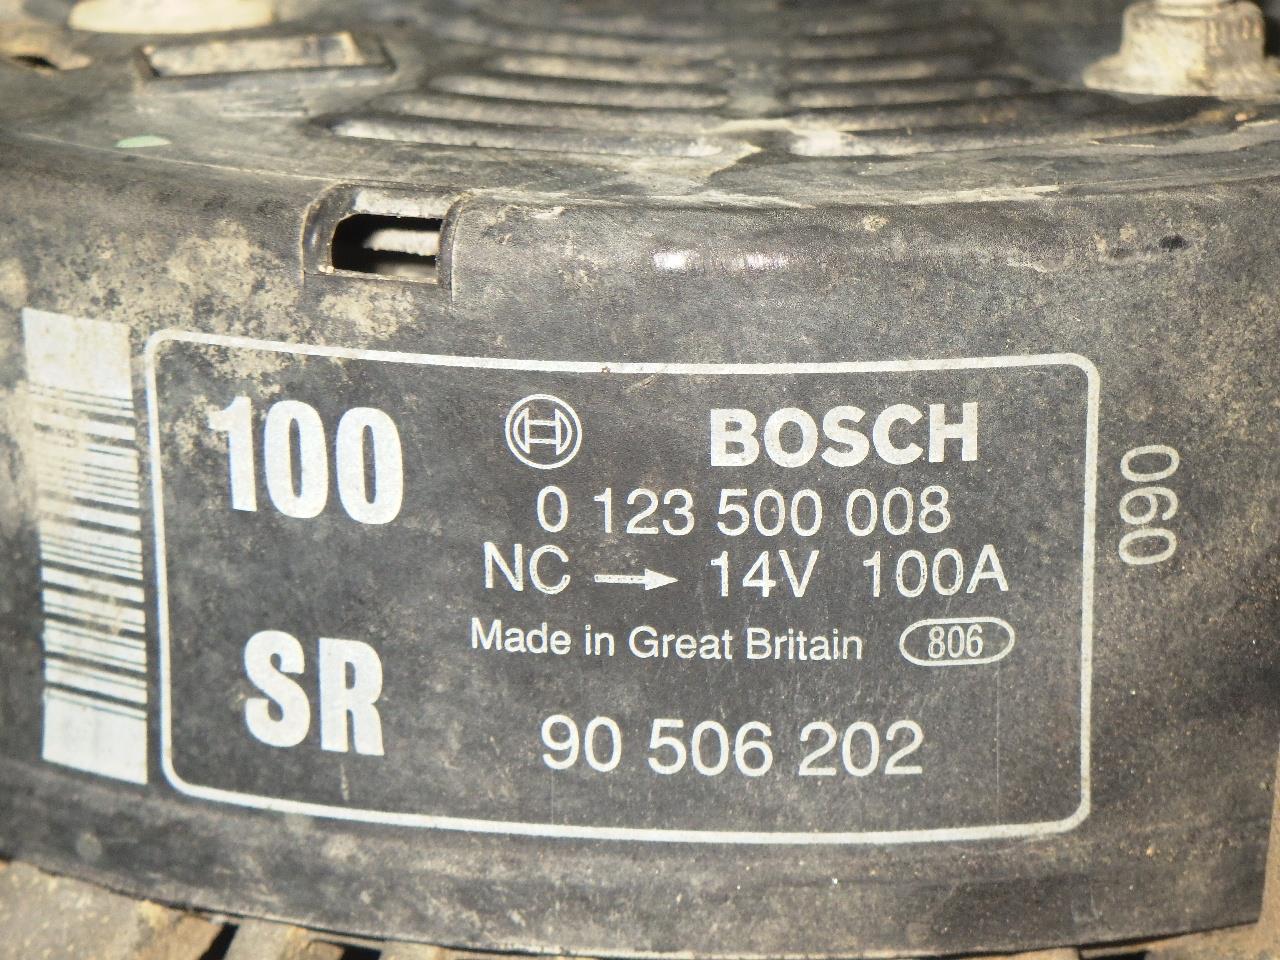 100
BOSCH
0 123 500 008
NC → 14V 100A
Made in Great Britain 806
SR
90 506 202
090